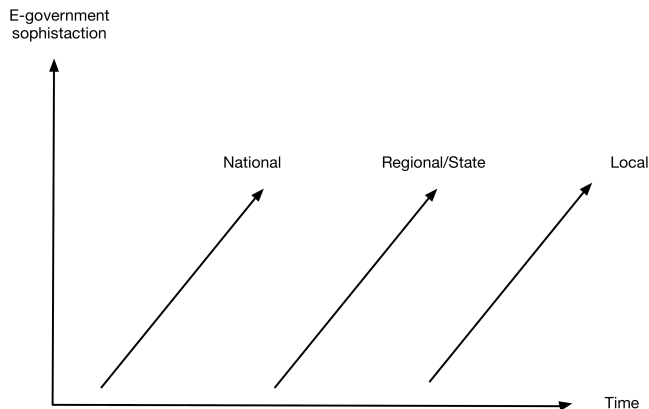 E-government
sophistaction
National
Regional/State
Local
Time